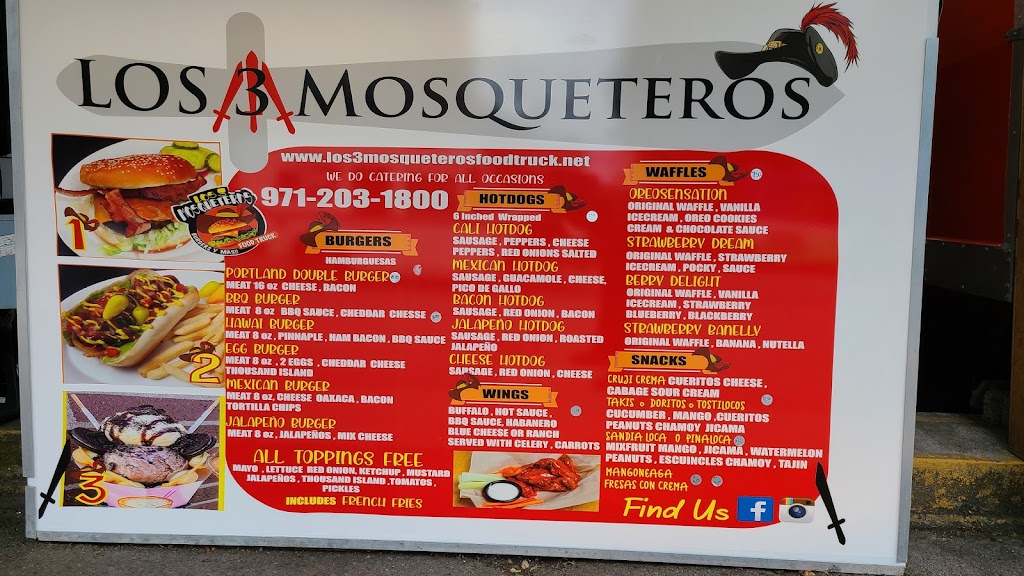 LOS 3 MOSQUETEROS
www.los3mosqueterosfoodtruck.net
WE DO CATERING FOR ALL OCCASIONS
971-203-1800
1
LOS 3
MOSQUETEROS
FOOD TRUCK
2
3
BURGERS
HAMBURGUESAS
PORTLAND DOUBLE BURGER
MEAT 16 oz CHEESE , BACON
BBQ BURGER
MEAT 8 oz BBQ SAUCE , CHEDDAR CHESSE
HAWAI BURGER
MEAT 8 oz , PINNAPLE , HAM BACON , BBQ SAUCE
EGG BURGER
MEAT 8 oz , 2 EGGS , CHEDDAR CHEESE
THOUSAND ISLAND
MEXICAN BURGER
MEAT 8 oz, CHEESE OAXACA , BACON
TORTILLA CHIPS
JALAPEÑO BURGER
MEAT 8 oz , JALAPEÑOS , MIX CHEESE
ALL TOPPINGS FREE
MAYO , LETTUCE RED ONION, KETCHUP , MUSTARD
JALAPEÑOS , THOUSAND ISLAND ,TOMATOS ,
PICKLES
INCLUDES FRENCH FRIES
HOTDOGS
6 Inched Wrapped
CALI HOTDOG
SAUSAGE , PEPPERS , CHEESE
PEPPERS , RED ONIONS SALTED
MEXICAN HOTDOG
SAUSAGE , GUACAMOLE , CHEESE,
PICO DE GALLO
BACON HOTDOG
SAUSAGE , RED ONION , BACON
JALAPENO HOTDOG
SAUSAGE , RED ONION , ROASTED
JALAPEÑO
CHEESE HOTDOG
SAUSAGE , RED ONION , CHEESE
WINGS
BUFFALO , HOT SAUCE ,
BBQ SAUCE, HABANERO
BLUE CHEESE OR RANCH
SERVED WITH CELERY , CARROTS
WAFFLES
OREOSENSATION
ORIGINAL WAFFLE , VANILLA
ICECREAM , OREO COOKIES
CREAM & CHOCOLATE SAUCE
STRAWBERRY DREAM
ORIGINAL WAFFLE , STRAWBERRY
ICECREAM , POCKY , SAUCE
BERRY DELIGHT
ORIGINAL WAFFLE , VANILLA
ICECREAM , STRAWBERRY
BLUEBERRY , BLACKBERRY
STRAWBERRY BANELLY
ORIGINAL WAFFLE , BANANA , NUTELLA
SNACKS
CRUJI CREMA CUERITOS CHEESE ,
CABAGE SOUR CREAM
TAKIS o DORITOS o TOSTILOCOS
CUCUMBER , MANGO ,CUERITOS
PEANUTS CHAMOY JICAMA
SANDIA LOCA O PINALOCA
MIXFRUIT MANGO , JICAMA , WATERMELON
PEANUTS , ESCUINCLES CHAMOY , TAJIN
MANGONEAGA
FRESAS CON CREMA
Find Us f